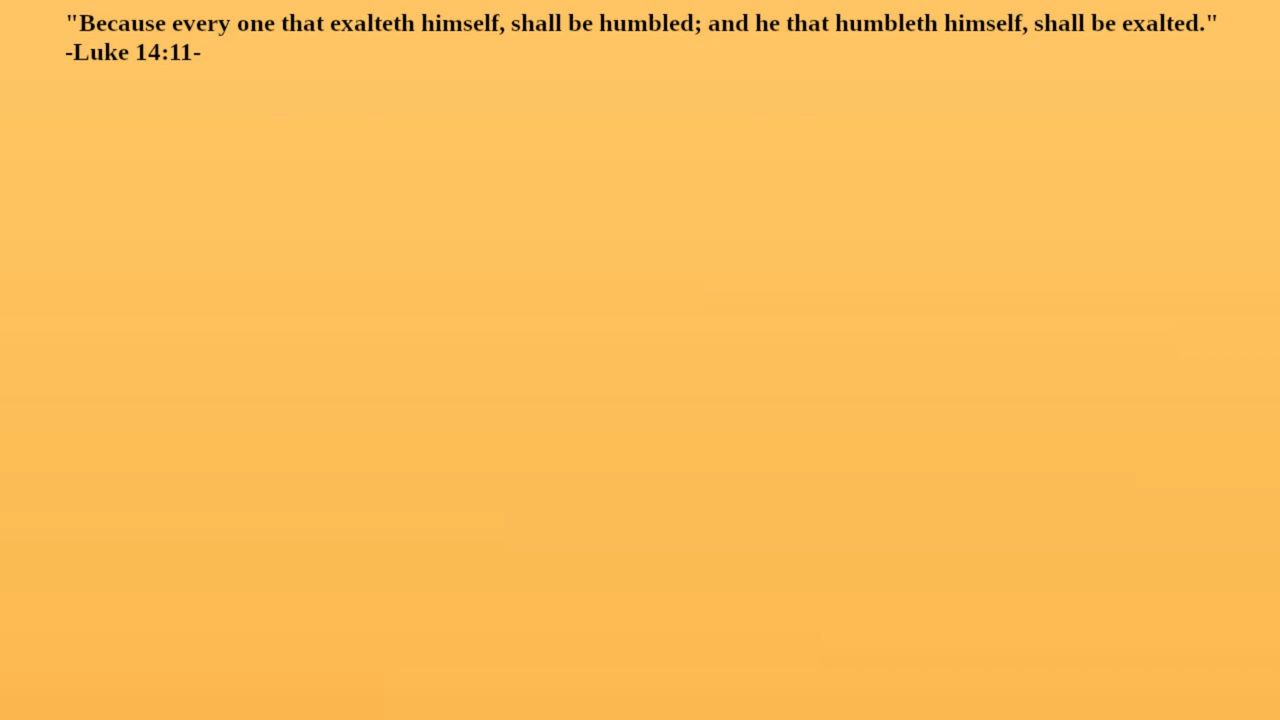 "Because every one that exalteth himself, shall be humbled; and he that humbleth himself, shall be exalted."
-Luke 14:11-